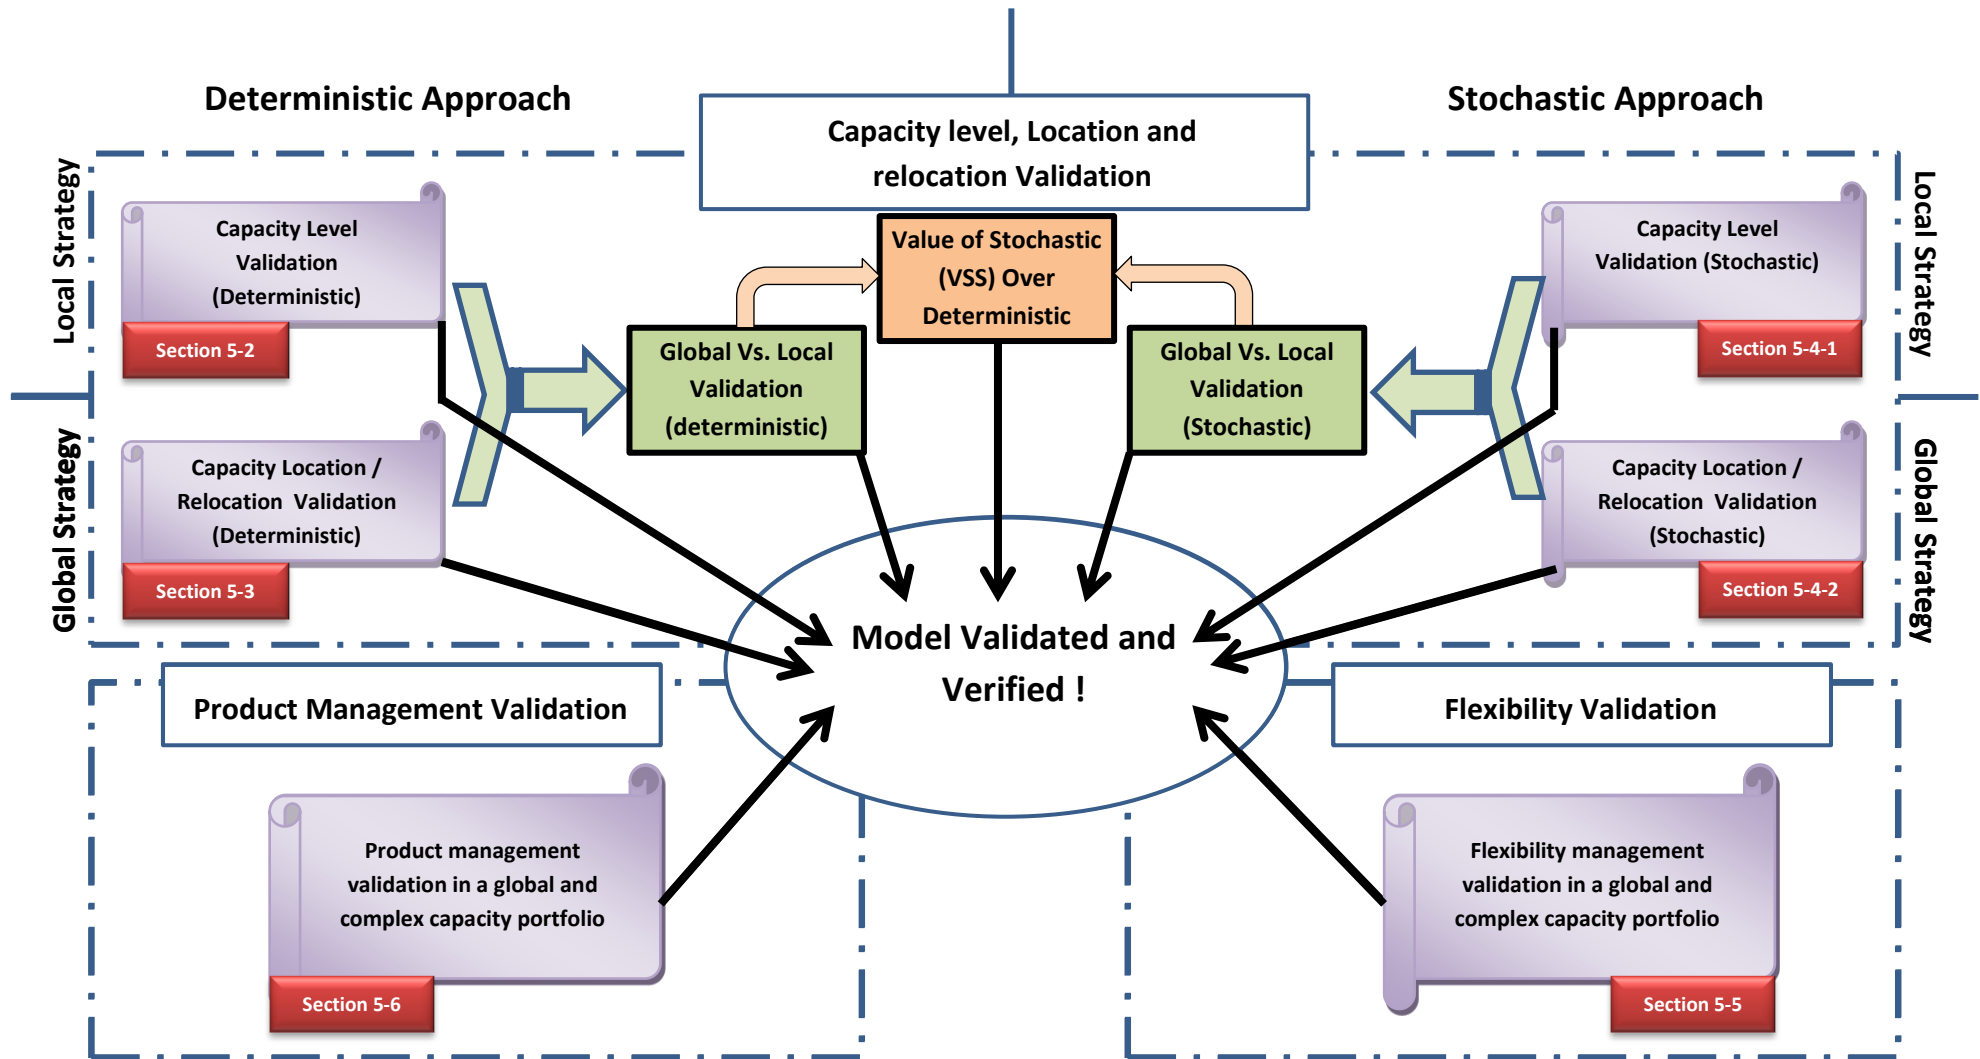 Deterministic Approach
Stochastic Approach
Capacity level, Location and
relocation Validation
Local Strategy
Capacity Level
Validation
(Deterministic)
Section 5-2
Value of Stochastic
(VSS) Over
Deterministic
Capacity Level
Validation (Stochastic)
Section 5-4-1
Local Strategy
Global Vs. Local
Validation
(deterministic)
Global Vs. Local
Validation
(Stochastic)
Global Strategy
Capacity Location /
Relocation Validation
(Deterministic)
Section 5-3
Capacity Location /
Relocation Validation
(Stochastic)
Section 5-4-2
Global Strategy
Model Validated and
Verified !
Product Management Validation
Flexibility Validation
Product management
validation in a global and
complex capacity portfolio
Section 5-6
Flexibility management
validation in a global and
complex capacity portfolio
Section 5-5